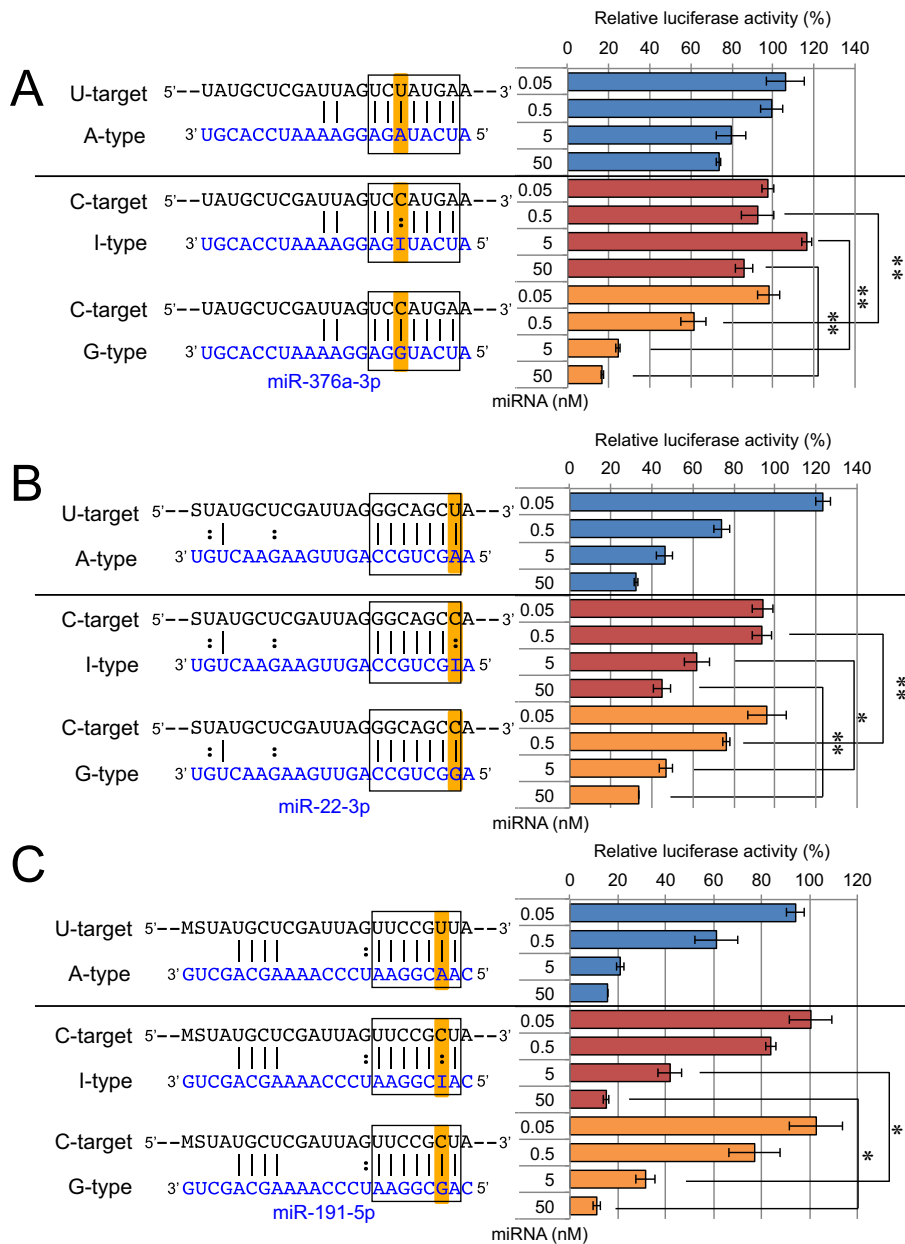 A
Relative luciferase activity (%)
0 20 40 60 80 100 120 140
U-target 5’--UAUGCUCGAUUAGUCUAUGAA--3’ 0.05
0.5
A-type 3’UGCACCUAAAAGGAGAUACUA 5’ 5
50
C-target 5’--UAUGCUCGAUUAGUCCAUGAA--3’ 0.05
0.5
I-type 3’UGCACCUAAAAGGAGIUACUA 5’ 5
50
** ** **
C-target 5’--UAUGCUCGAUUAGUCCAUGAA--3’ 0.05
0.5
G-type 3’UGCACCUAAAAGGAGGUACUA 5’ 5
miR-376a-3p 50
miRNA (nM)
B
Relative luciferase activity (%)
0 20 40 60 80 100 120 140
U-target 5’--SUAUGCUCGAUUAGGGCAGCUA--3’ 0.05
0.5
A-type 3’UGUCAAGAAGUUGACCGUCGAA 5’ 5
50
C-target 5’--SUAUGCUCGAUUAGGGCAGCCA--3’ 0.05
0.5
I-type 3’UGUCAAGAAGUUGACCGUCGIA 5’ 5
50
** * **
C-target 5’--SUAUGCUCGAUUAGGGCAGCCA--3’ 0.05
0.5
G-type 3’UGUCAAGAAGUUGACCGUCGGA 5’ 5
miR-22-3p 50
miRNA (nM)
C
Relative luciferase activity (%)
0 20 40 60 80 100 120
U-target 5’--MSUAUGCUCGAUUAGUUCCGUUA--3’ 0.05
0.5
A-type 3’GUCGACGAAAACCCUAAGGCAAC 5’ 5
50
C-target 5’--MSUAUGCUCGAUUAGUUCCGCUA--3’ 0.05
0.5
I-type 3’GUCGACGAAAACCCUAAGGCIAC 5’ 5
50
* *
C-target 5’--MSUAUGCUCGAUUAGUUCCGCUA--3’ 0.05
0.5
G-type 3’GUCGACGAAAACCCUAAGGCGAC 5’ 5
miR-191-5p 50
miRNA (nM)